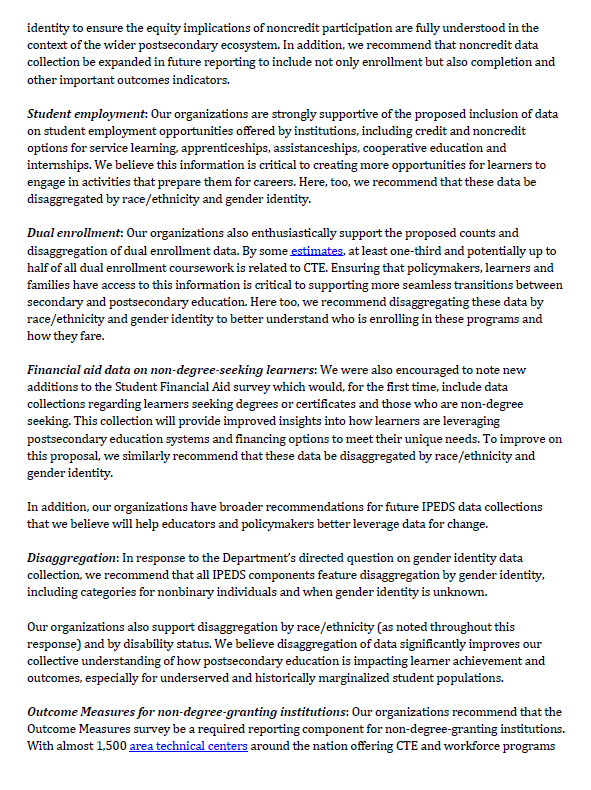 identity to ensure the equity implications of noncredit participation are fully understood in the
context of the wider postsecondary ecosystem. In addition, we recommend that noncredit data
collection be expanded in future reporting to include not only enrollment but also completion and
other important outcomes indicators.
Student employment: Our organizations are strongly supportive of the proposed inclusion of data
on student employment opportunities offered by institutions, including credit and noncredit
options for service learning, apprenticeships, assistanceships, cooperative education and
internships. We believe this information is critical to creating more opportunities for learners to
engage in activities that prepare them for careers. Here, too, we recommend that these data be
disaggregated by race/ethnicity and gender identity.
Dual enrollment: Our organizations also enthusiastically support the proposed counts and
disaggregation of dual enrollment data. By some estimates, at least one-third and potentially up to
half of all dual enrollment coursework is related to CTE. Ensuring that policymakers, learners and
families have access to this information is critical to supporting more seamless transitions between
secondary and postsecondary education. Here too, we recommend disaggregating these data by
race/ethnicity and gender identity to better understand who is enrolling in these programs and
how they fare.
Financial aid data on non-degree-seeking learners: We were also encouraged to note new
additions to the Student Financial Aid survey which would, for the first time, include data
collections regarding learners seeking degrees or certificates and those who are non-degree
seeking. This collection will provide improved insights into how learners are leveraging
postsecondary education systems and financing options to meet their unique needs. To improve on
this proposal, we similarly recommend that these data be disaggregated by race/ethnicity and
gender identity.
In addition, our organizations have broader recommendations for future IPEDS data collections
that we believe will help educators and policymakers better leverage data for change.
Disaggregation: In response to the Department's directed question on gender identity data
collection, we recommend that all IPEDS components feature disaggregation by gender identity,
including categories for nonbinary individuals and when gender identity is unknown.
Our organizations also support disaggregation by race/ethnicity (as noted throughout this
response) and by disability status. We believe disaggregation of data significantly improves our
collective understanding of how postsecondary education is impacting learner achievement and
outcomes, especially for underserved and historically marginalized student populations.
Outcome Measures for non-degree-granting institutions: Our organizations recommend that the
Outcome Measures survey be a required reporting component for non-degree-granting institutions.
With almost 1,500 area technical centers around the nation offering CTE and workforce programs